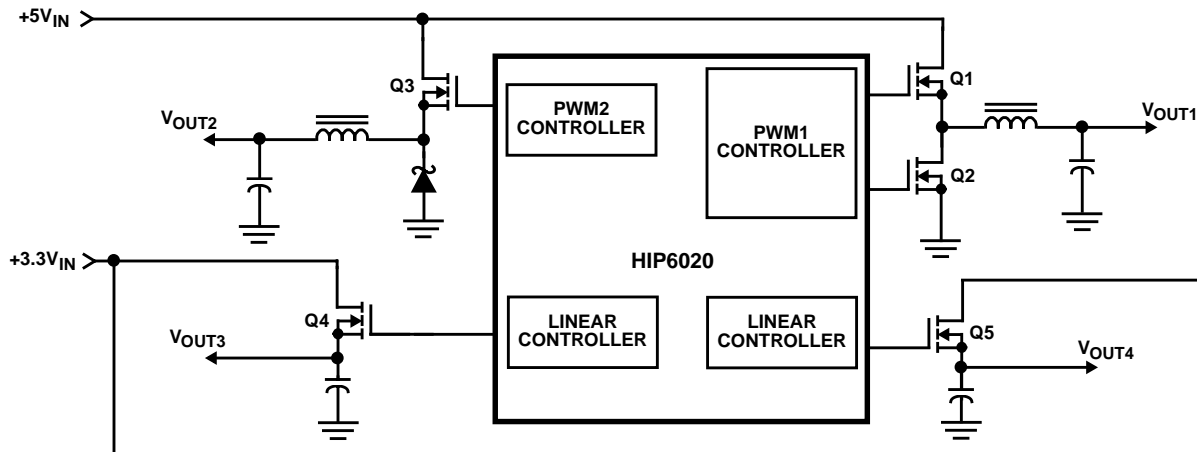 +5VIN
Q3
PWM2
CONTROLLER
PWM1
CONTROLLER
Q1
VOUT2
VOUT1
Q2
+3.3VIN
HIP6020
Q4
LINEAR
CONTROLLER
LINEAR
CONTROLLER
Q5
VOUT3
VOUT4